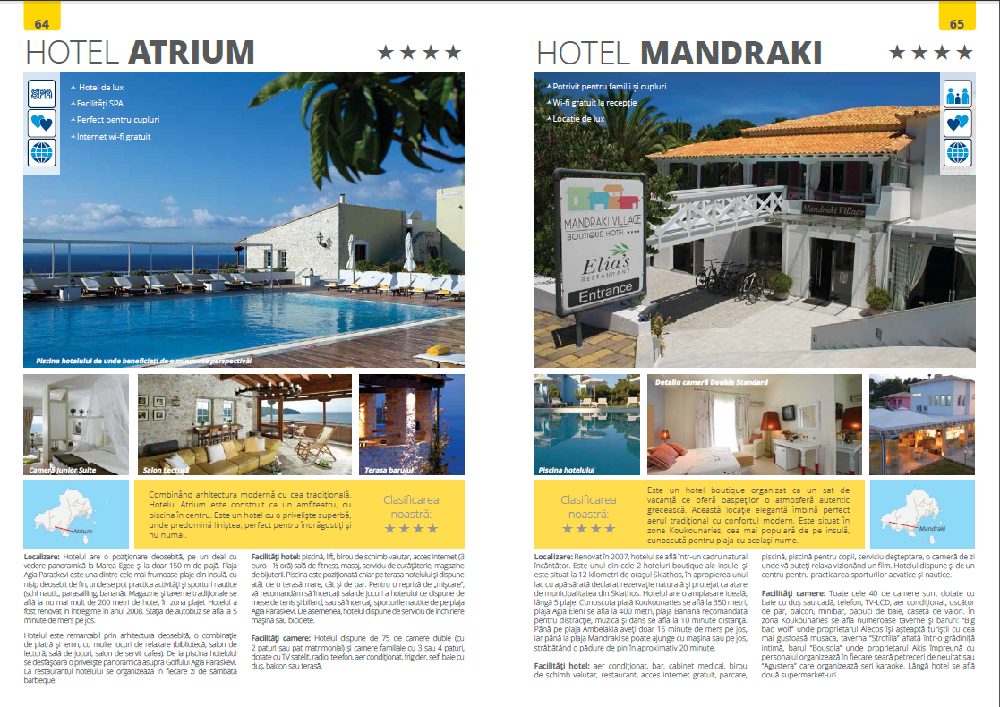 64
HOTEL ATRIUM
SPA
Hotel de lux
Facilități SPA
Perfect pentru cupluri
Internet wi-fi gratuit
Piscina hotelului de unde beneficiați de o minunată perspectivă!
Cameră Junior Suite
Salon Lectură
Terasa barului
Atrium
Combinând arhitectura modernă cu cea tradițională,
Hotelul Atrium este construit ca un amfiteatru, cu
piscina în centru. Este un hotel cu o priveliște superbă,
unde predomină liniștea, perfect pentru îndrăgostiți și
nu numai.
Clasificarea
noastră:
Localizare: Hotelul are o poziționare deosebită, pe un deal cu
vedere panoramică la Marea Egee și la doar 150 m de plajă. Plaja
Agia Paraskevi este una dintre cele mai frumoase plaje din insulă, cu
nisip deosebit de fin, unde se pot practica activități și sporturi nautice
(schi nautic, parasailing, banană). Magazine și taverne tradiționale se
află la nu mai mult de 200 metri de hotel, în zona plajei. Hotelul a
fost renovat în întregime în anul 2008. Stația de autobuz se află la 5
minute de mers pe jos.
Hotelul este remarcabil prin arhitectura deosebită, o combinație
de piatră și lemn, cu multe locuri de relaxare (bibliotecă, salon de
lectură, sală de jocuri, salon de servit cafea). De la piscina hotelului
se desfășoară o priveliște panoramică asupra Golfului Agia Paraskevi.
La restaurantul hotelului se organizează în fiecare zi de sâmbătă
barbeque.
Facilități hotel: piscină, lift, birou de schimb valutar, acces internet (3
euro – ½ oră) sală de fitness, masaj, serviciu de curățătorie, magazine
de bijuterii. Piscina este poziționată chiar pe terasa hotelului și dispune
atât de o terasă mare, cât și de bar. Pentru o repriză de „mișcare”,
vă recomandăm să încercați sala de jocuri a hotelului ce dispune de
mese de tenis și biliard, sau să încercați sporturile nautice de pe plaja
Agia Paraskevi. De asemenea, hotelul dispune de serviciu de închiriere
mașină sau biciclete.
Facilități camere: Hotelul dispune de 75 de camere duble (cu
2 paturi sau pat matrimonial) și camere familiale cu 3 sau 4 paturi,
dotate cu TV satelit, radio, telefon, aer condiționat, frigider, seif, baie cu
duș, balcon sau terasă.
65
HOTEL MANDRAKI
Potrivit pentru familii și cupluri
Wi-fi gratuit la recepție
Locație de lux
MANDRAKI VILLAGE
BOUTIQUE HOTEL
Elia's
RESTAURANT
Entrance
Mandraki Village
Piscina hotelului
Detaliu cameră Double Standard
Clasificarea
noastră:
Este un hotel boutique organizat ca un sat de
vacanță ce oferă oaspeților o atmosferă autentic
grecească. Această locație elegantă îmbină perfect
aerul tradițional cu confortul modern. Este situat în
zona Koukounaries, cea mai populară de pe insulă,
cunoscută pentru plaja cu același nume.
Mandraki
Localizare: Renovat în 2007, hotelul se află într-un cadru natural
încântător. Este unul din cele 2 hoteluri boutique ale insulei și
este situat la 12 kilometri de orașul Skiathos, în apropierea unui
lac cu apă sărată declarat rezervație naturală și protejat ca atare
de municipalitatea din Skiathos. Hotelul are o amplasare ideală,
lângă 5 plaje. Cunoscuta plajă Koukounaries se află la 350 metri,
plaja Agia Eleni se află la 400 metri, plaja Banana recomandată
pentru distracție, muzică și dans se află la 10 minute distanță.
Până pe plaja Ambelakia aveți doar 15 minute de mers pe jos,
iar până la plaja Mandraki se poate ajunge cu mașina sau pe jos,
străbătând o pădure de pin în aproximativ 20 minute.
Facilități hotel: aer condiționat, bar, cabinet medical, birou
de schimb valutar, restaurant, acces internet gratuit, parcare,
piscină, piscină pentru copii, serviciu deșteptare, o cameră de zi
unde vă puteți relaxa vizionând un film. Hotelul dispune și de un
centru pentru practicarea sporturilor acvatice și nautice.
Facilități camere: Toate cele 40 de camere sunt dotate cu
baie cu duș sau cadă, telefon, TV-LCD, aer condiționat, uscător
de păr, balcon, minibar, papuci de baie, casetă de valori. În
zona Koukounaries se află numeroase taverne și baruri: “Big
bad wolf” unde proprietarul Alecos își așteaptă turiștii cu cea
mai gustoasă musaca, taverna “Strofilia” aflată într-o grădiniță
intimă, barul “Bousola” unde proprietarul Akis împreună cu
personalul organizează în fiecare seară petreceri de neuitat sau
“Agustera” care organizează seri karaoke. Lângă hotel se află
două supermarket-uri.